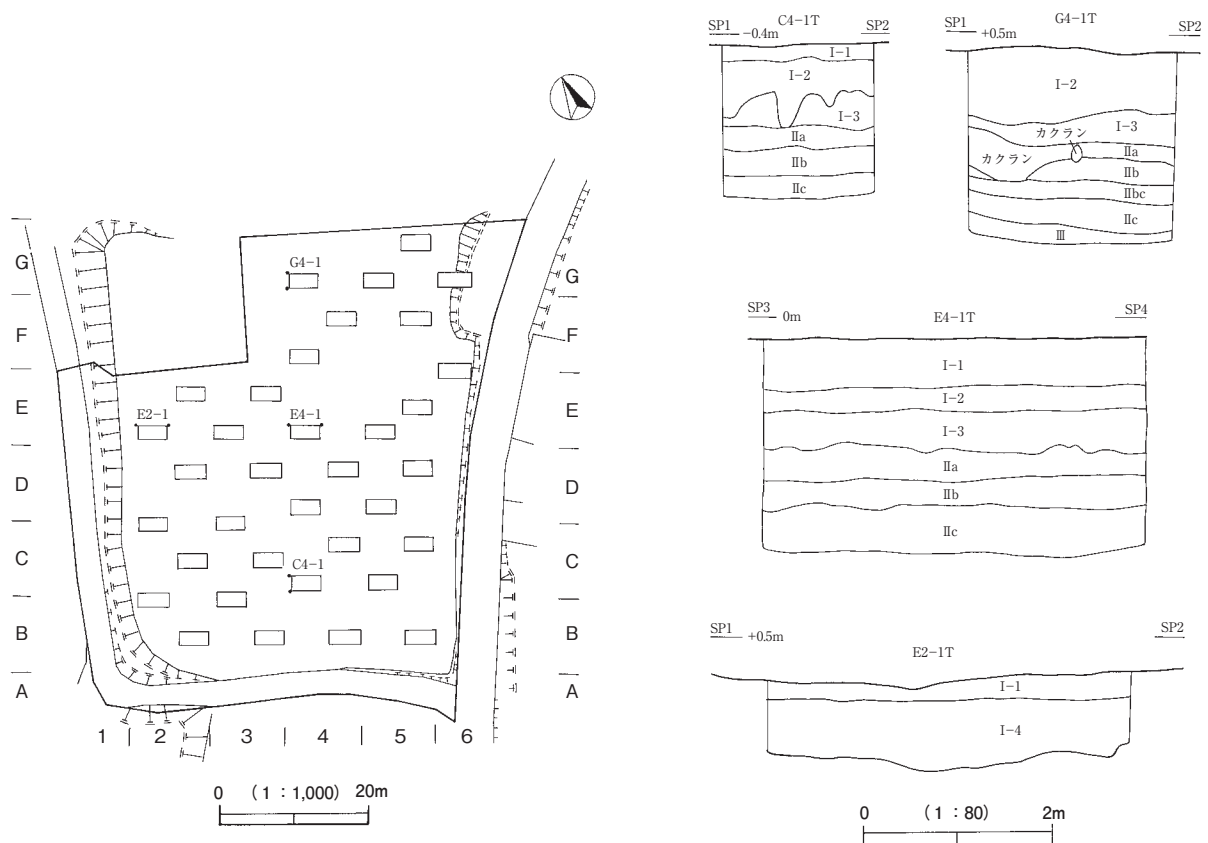 G
F
E
D
C
B
A
G
F
E
D
C
B
A
G4-1
E2-1
E4-1
C4-1
1 2 3 4 5 6
0 (1:1,000) 20m
C4-1T
SP1 -0.4m SP2
I-1
I-2
I-3
IIa
IIb
IIc
G4-1T
SP1 +0.5m SP2
I-2
I-3
カクラン
カクラン
IIa
IIb
IIbc
IIc
III
SP3 0m E4-1T SP4
I-1
I-2
I-3
IIa
IIb
IIc
SP1 +0.5m SP2
E2-1T
I-1
I-4
0 (1:80) 2m